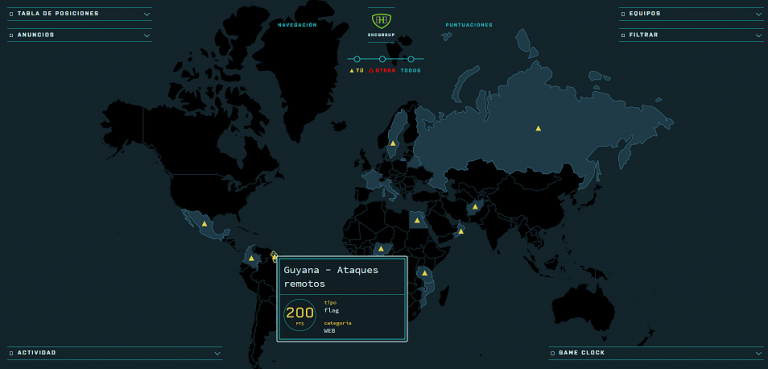 TABLA DE POSICIONES
ANUNCIOS
NAVEGACIÓN
EHCGROUP
PUNTUACIONES
EQUIPOS
FILTRAR
TÚ OTROS TODOS
Guyana - Ataques
remotos
200
PTS
tipo
flag
categoría
WEB
ACTIVIDAD
GAME CLOCK